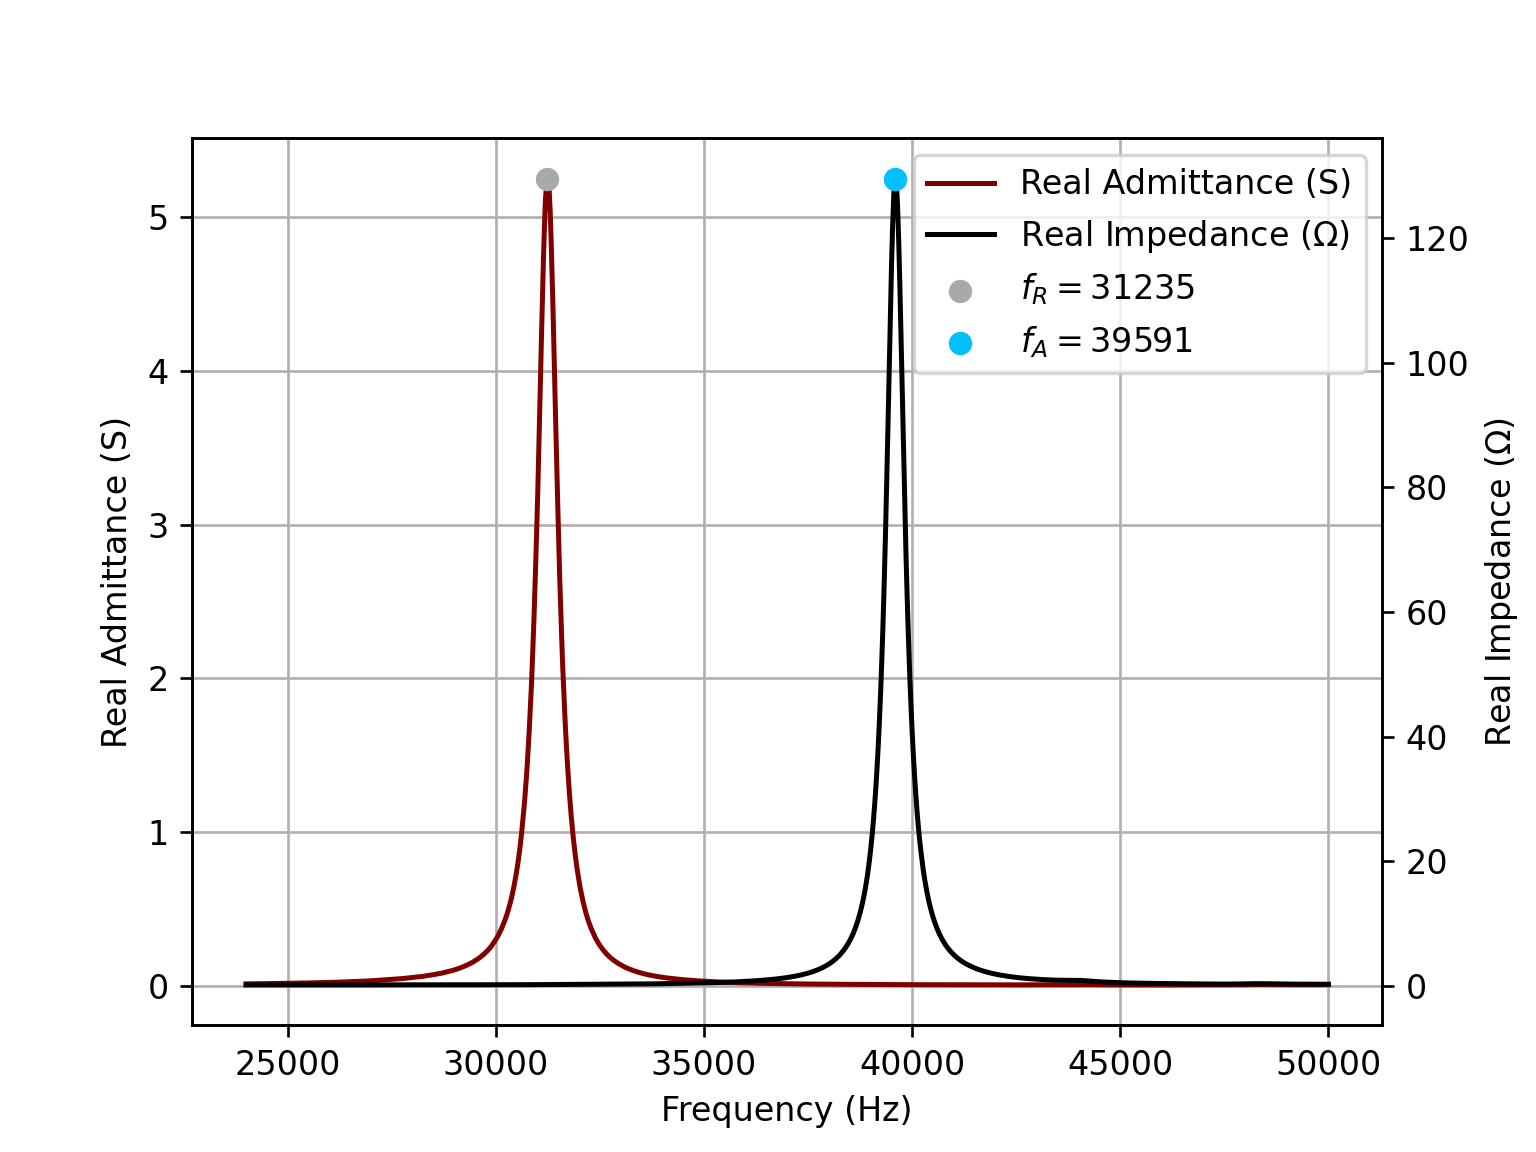 Real Admittance (S)
Real Impedance (Ω)
f_R = 31235
f_A = 39591
5
4
3
2
1
0
120
100
80
60
40
20
0
Real Admittance (S)
Real Impedance (Ω)
25000 30000 35000 40000 45000 50000
Frequency (Hz)